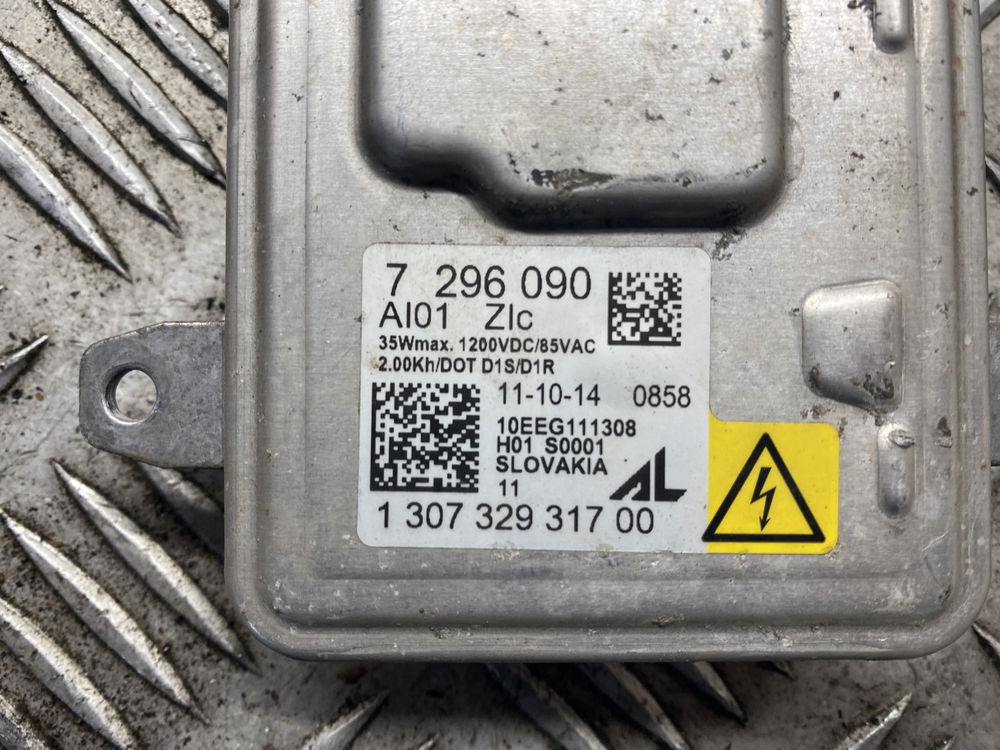 7 296 090
AI01 ZIc
35Wmax. 1200VDC/85VAC
2.00Kh/DOT D1S/D1R
11-10-14 0858
10EEG111308
H01 S0001
SLOVAKIA
11
AL
1 307 329 317 00